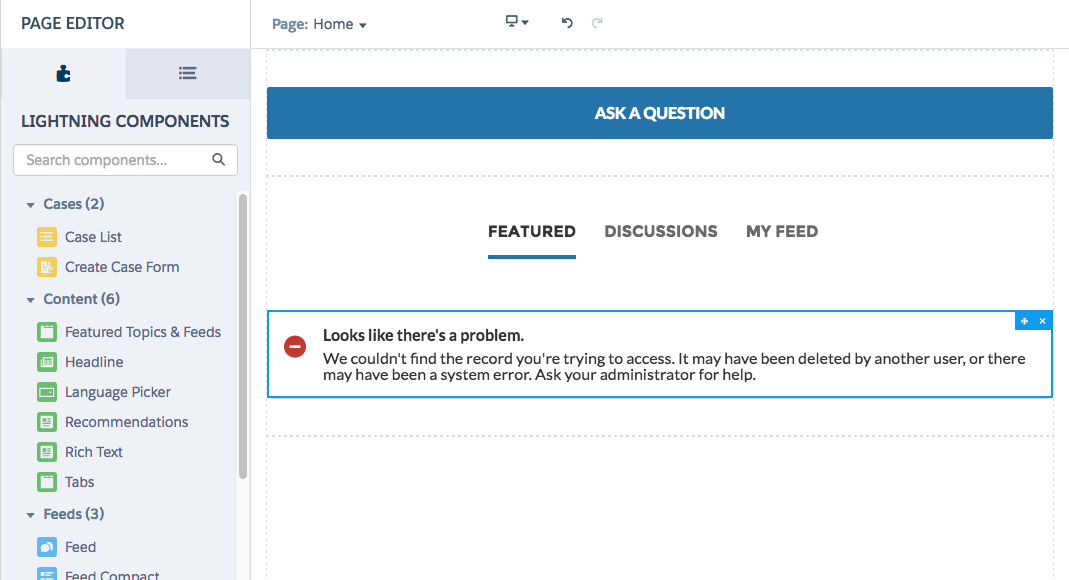 PAGE EDITOR
Page: Home
LIGHTNING COMPONENTS
Search components...
Cases (2)
Case List
Create Case Form
Content (6)
Featured Topics & Feeds
Headline
Language Picker
Recommendations
Rich Text
Tabs
Feeds (3)
Feed
Feed Compact
ASK A QUESTION
FEATURED DISCUSSIONS MY FEED
Looks like there's a problem.
We couldn't find the record you're trying to access. It may have been deleted by another user, or there
may have been a system error. Ask your administrator for help.